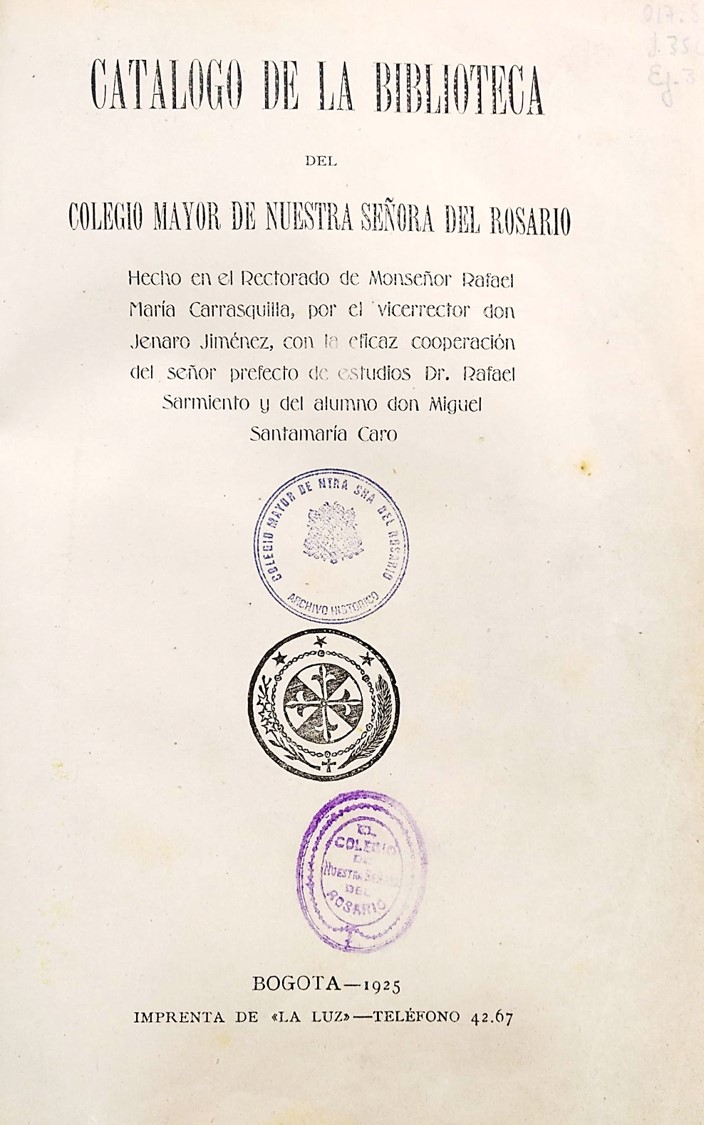 CATALOGO DE LA BIBLIOTECA
DEL
COLEGIO MAYOR DE NUESTRA SEÑORA DEL ROSARIO
Hecho en el Rectorado de Monseñor Rafael
María Carrasquilla, por el vicerrector don
Jenaro Jiménez, con la eficaz cooperación
del señor prefecto de estudios Dr. Rafael
Sarmiento y del alumno don Miguel
Santamaría Caro
COLEGIO MAYOR DE NTRA SRA DEL ROSARIO
ARCHIVO HISTORICO
EL
COLEGIO
DE
NUESTRA
DEL
ROSARIO
BOGOTA—1925
IMPRENTA DE «LA LUZ»—TELÉFONO 42.67